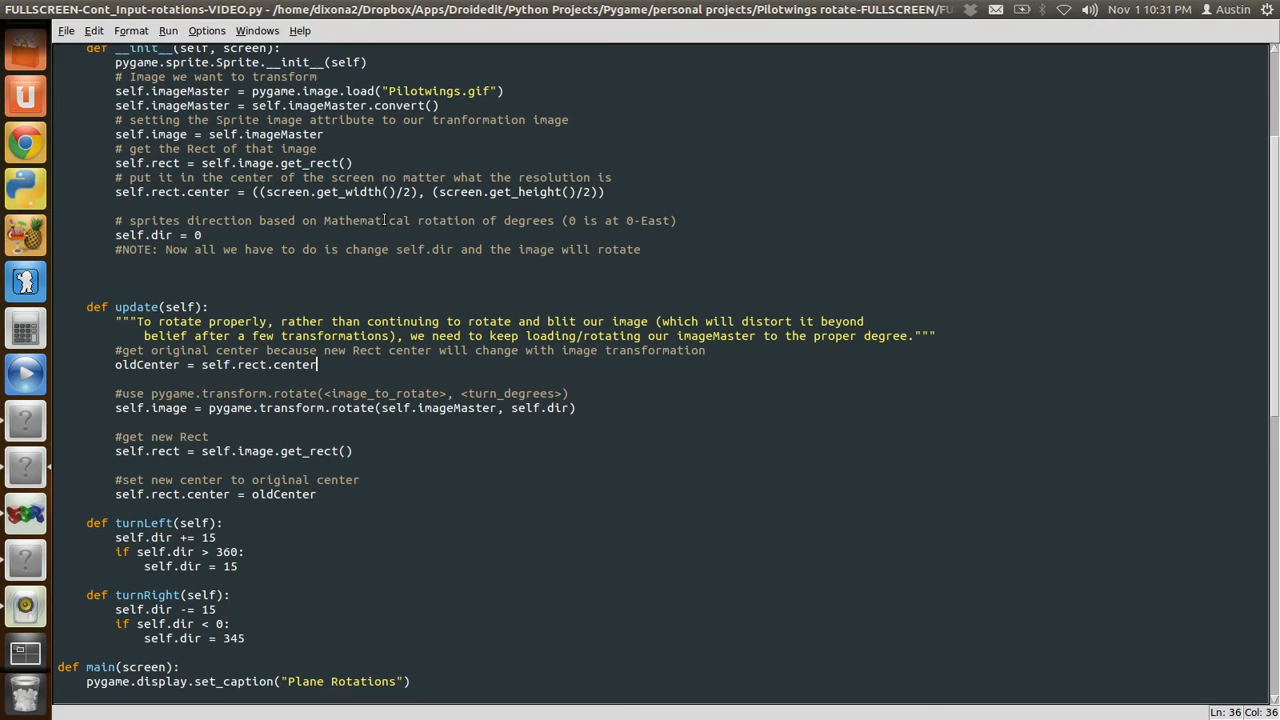 FULLSCREEN-Cont_Input-rotations-VIDEO.py - /home/dixona2/Dropbox/Apps/Droidedit/Python Projects/Pygame/personal projects/Pilotwings rotate-FULLSCREEN/FU Nov 1 10:31 PM Austin
File Edit Format Run Options Windows Help
def __init__(self, screen):
pygame.sprite.Sprite.__init__(self)
# Image we want to transform
self.imageMaster = pygame.image.load("Pilotwings.gif")
self.imageMaster = self.imageMaster.convert()
# setting the Sprite image attribute to our tranformation image
self.image = self.imageMaster
# get the Rect of that image
self.rect = self.image.get_rect()
# put it in the center of the screen no matter what the resolution is
self.rect.center = ((screen.get_width()/2), (screen.get_height()/2))
# sprites direction based on Mathematical rotation of degrees (0 is at 0-East)
self.dir = 0
#NOTE: Now all we have to do is change self.dir and the image will rotate
def update(self):
"""To rotate properly, rather than continuing to rotate and blit our image (which will distort it beyond
belief after a few transformations), we need to keep loading/rotating our imageMaster to the proper degree."""
#get original center because new Rect center will change with image transformation
oldCenter = self.rect.center
#use pygame.transform.rotate(<image_to_rotate>, <turn_degrees>)
self.image = pygame.transform.rotate(self.imageMaster, self.dir)
#get new Rect
self.rect = self.image.get_rect()
#set new center to original center
self.rect.center = oldCenter
def turnLeft(self):
self.dir += 15
if self.dir > 360:
self.dir = 15
def turnRight(self):
self.dir -= 15
if self.dir < 0:
self.dir = 345
def main(screen):
pygame.display.set_caption("Plane Rotations")
Ln: 36 Col: 36